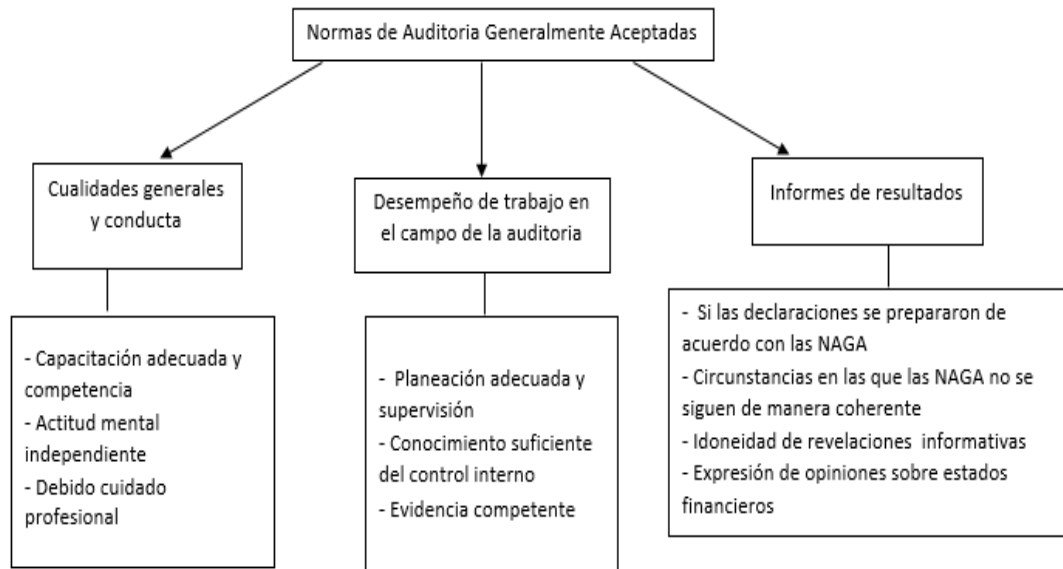 Normas de Auditoria Generalmente Aceptadas
Cualidades generales
y conducta
Desempeño de trabajo en
el campo de la auditoria
Informes de resultados
- Capacitación adecuada y
competencia
- Actitud mental
independiente
- Debido cuidado
profesional
- Planeación adecuada y
supervisión
- Conocimiento suficiente
del control interno
- Evidencia competente
- Si las declaraciones se prepararon de
acuerdo con las NAGA
- Circunstancias en las que las NAGA no se
siguen de manera coherente
- Idoneidad de revelaciones informativas
- Expresión de opiniones sobre estados
financieros